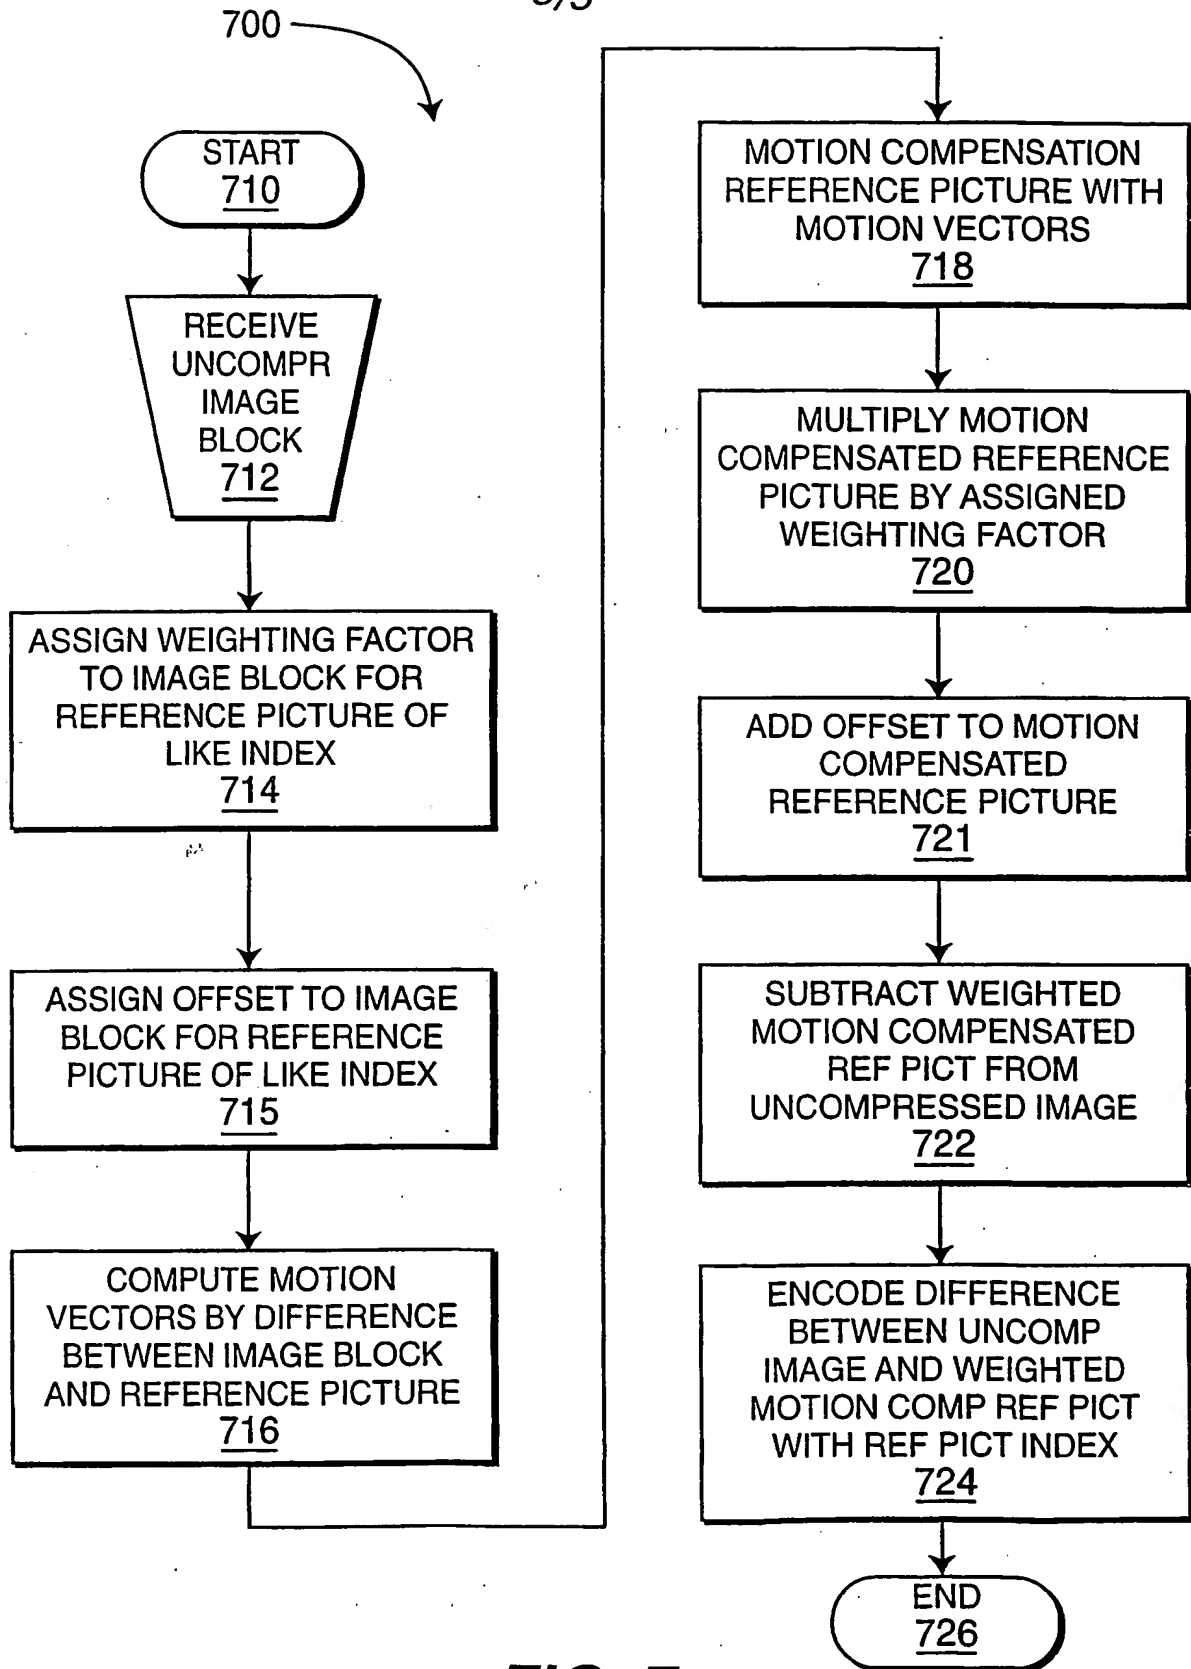 700
START
710
RECEIVE
UNCOMPR
IMAGE
BLOCK
712
ASSIGN WEIGHTING FACTOR
TO IMAGE BLOCK FOR
REFERENCE PICTURE OF
LIKE INDEX
714
ASSIGN OFFSET TO IMAGE
BLOCK FOR REFERENCE
PICTURE OF LIKE INDEX
715
COMPUTE MOTION
VECTORS BY DIFFERENCE
BETWEEN IMAGE BLOCK
AND REFERENCE PICTURE
716
MOTION COMPENSATION
REFERENCE PICTURE WITH
MOTION VECTORS
718
MULTIPLY MOTION
COMPENSATED REFERENCE
PICTURE BY ASSIGNED
WEIGHTING FACTOR
720
ADD OFFSET TO MOTION
COMPENSATED
REFERENCE PICTURE
721
SUBTRACT WEIGHTED
MOTION COMPENSATED
REF PICT FROM
UNCOMPRESSED IMAGE
722
ENCODE DIFFERENCE
BETWEEN UNCOMP
IMAGE AND WEIGHTED
MOTION COMP REF PICT
WITH REF PICT INDEX
724
END
726